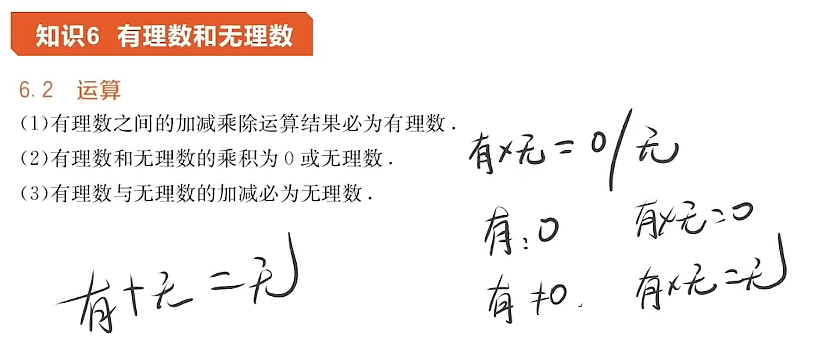 知识6 有理数和无理数
6.2 运算
(1)有理数之间的加减乘除运算结果必为有理数.
(2)有理数和无理数的乘积为0或无理数.
(3)有理数与无理数的加减必为无理数.
有×无=0/无
有:0 有×无=0
有≠0. 有×无=无
有+无=无